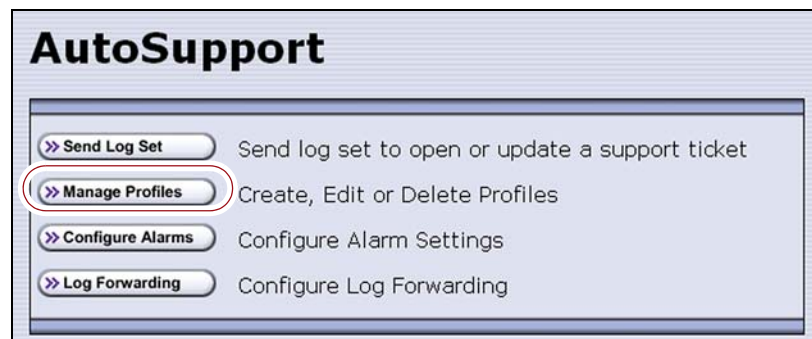 AutoSupport
» Send Log Set Send log set to open or update a support ticket
» Manage Profiles Create, Edit or Delete Profiles
» Configure Alarms Configure Alarm Settings
» Log Forwarding Configure Log Forwarding